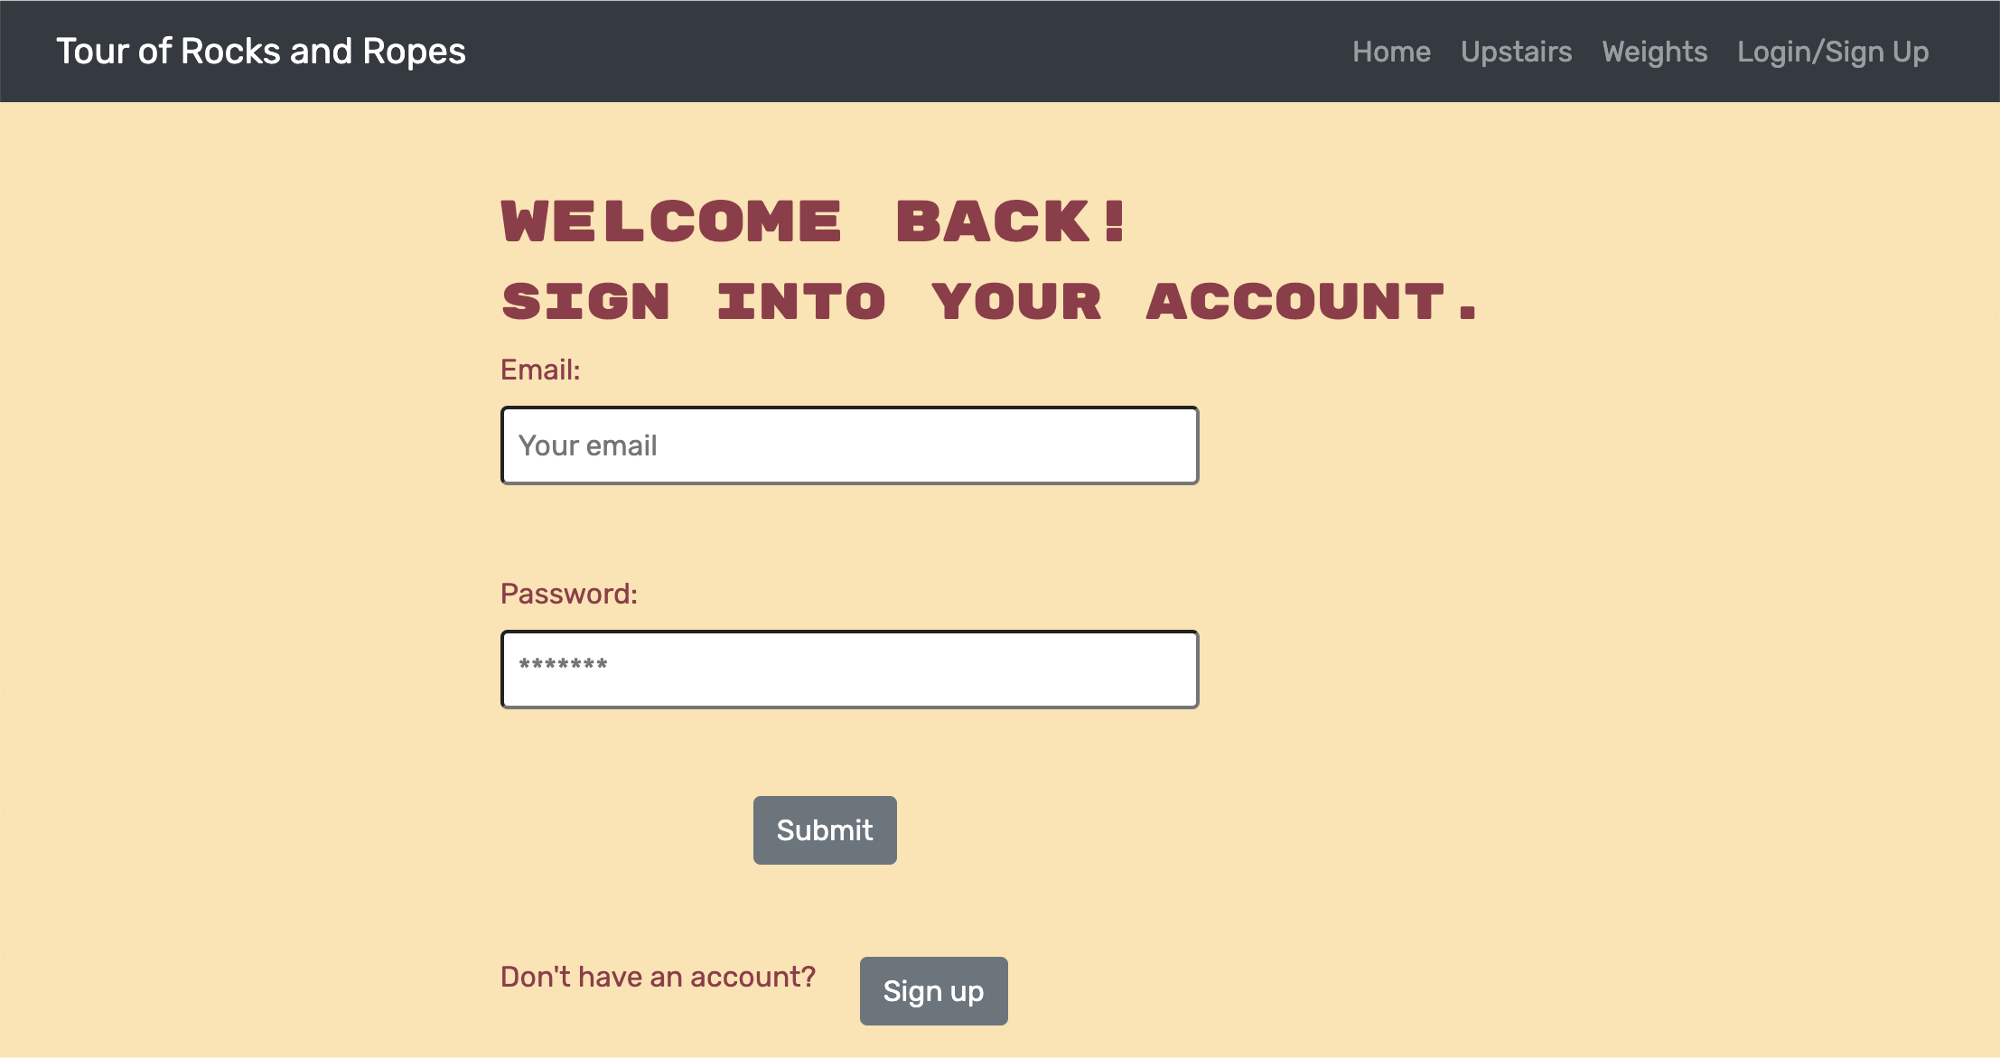 Tour of Rocks and Ropes Home Upstairs Weights Login/Sign Up
WELCOME BACK!
SIGN INTO YOUR ACCOUNT.
Email:
Your email
Password:
*******
Submit
Don't have an account? Sign up